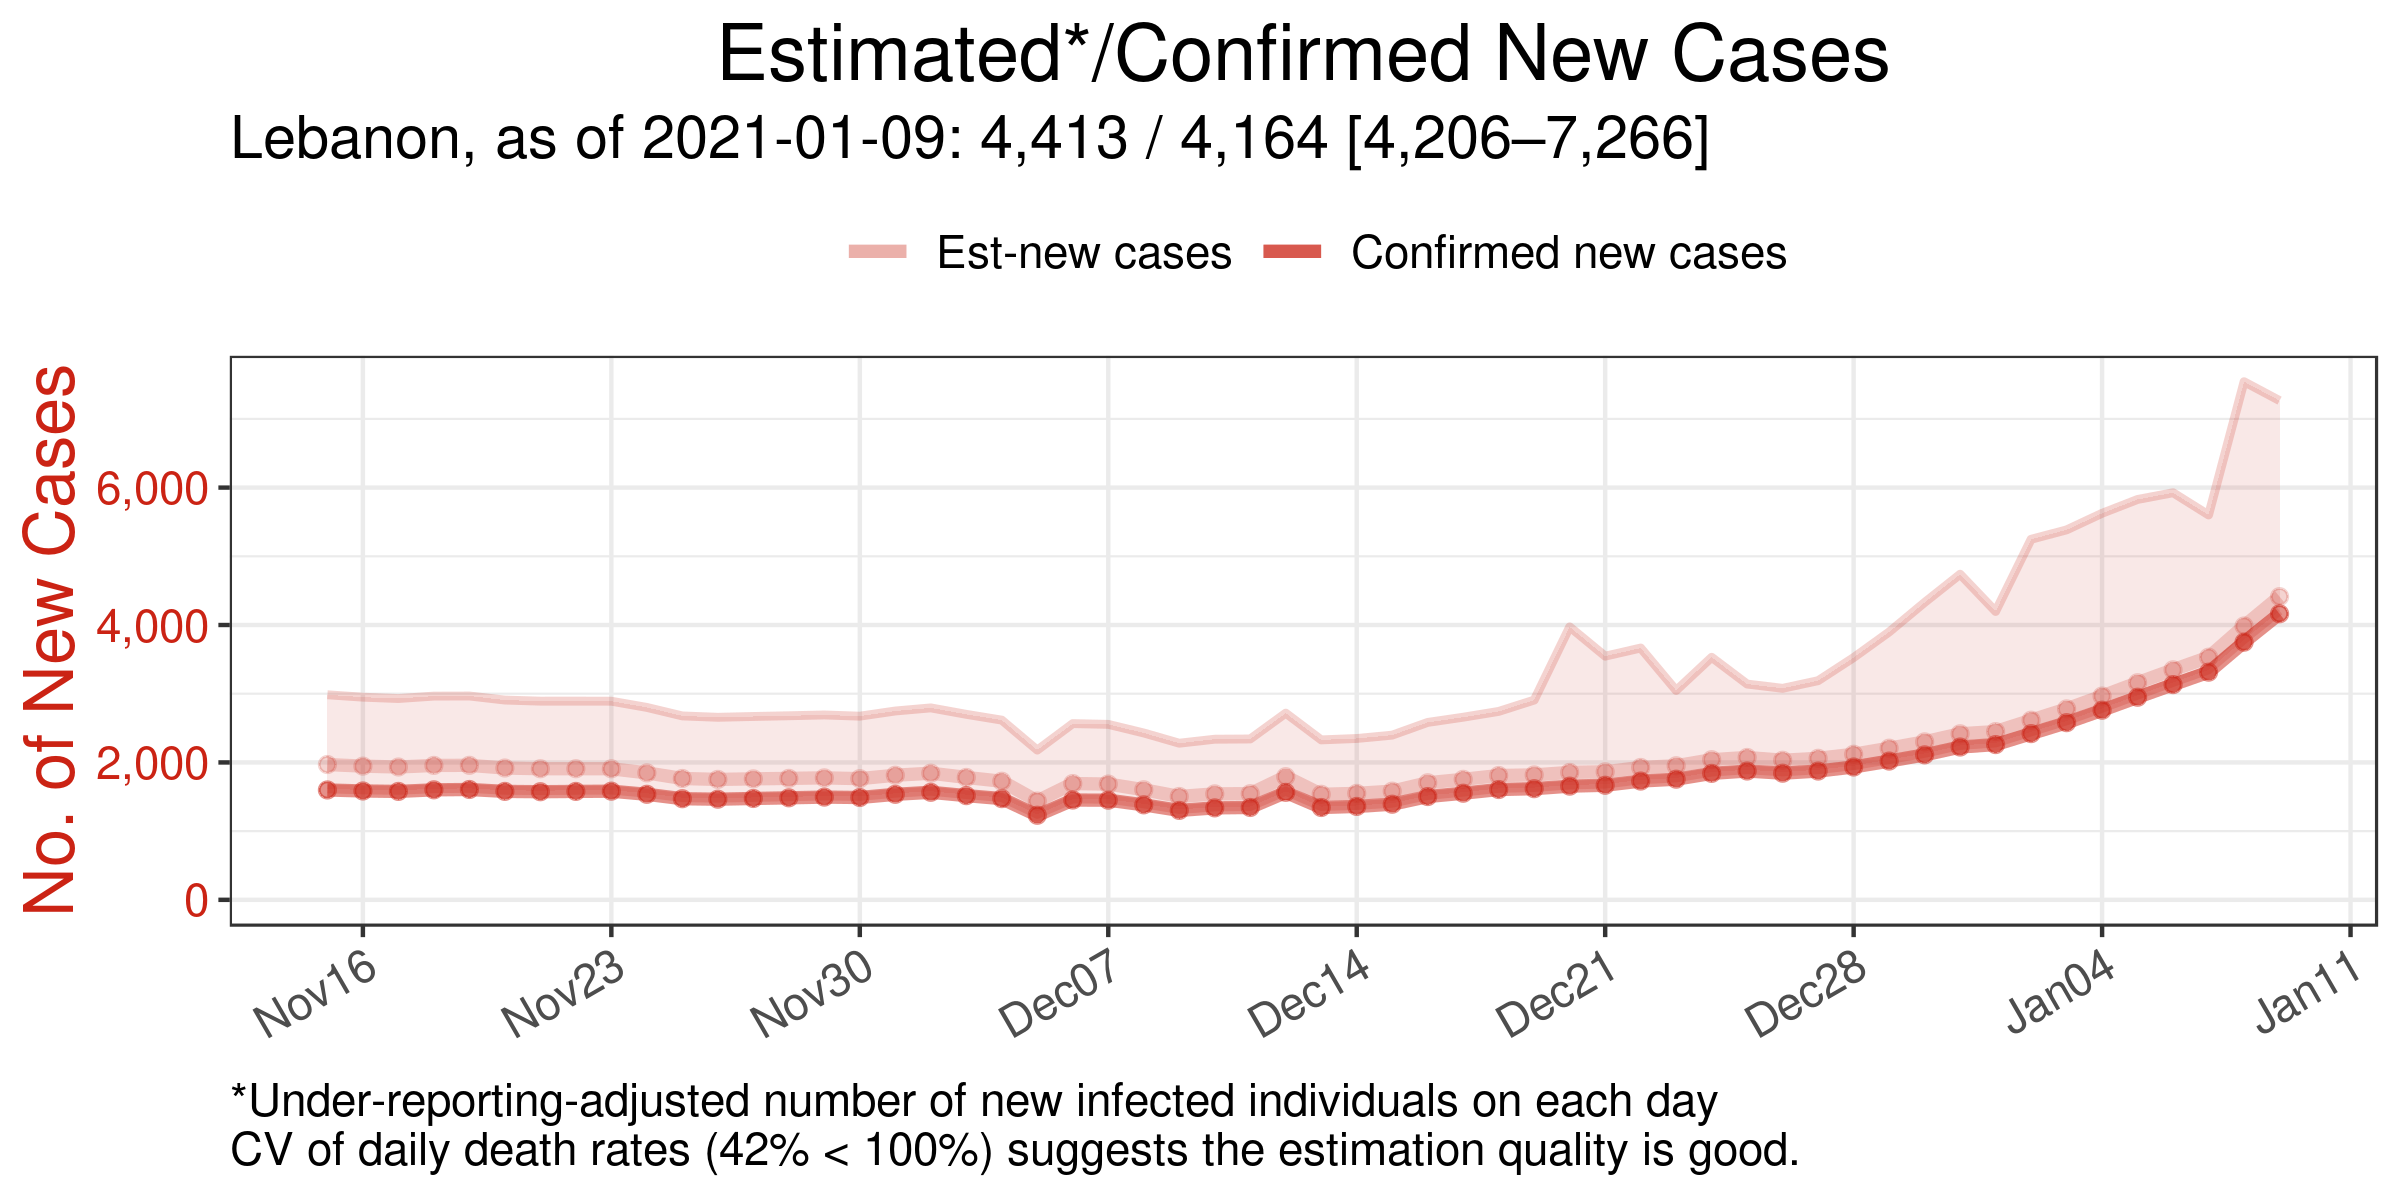 Estimated*/Confirmed New Cases
Lebanon, as of 2021-01-09: 4,413 / 4,164 [4,206–7,266]
Est-new cases
Confirmed new cases
No. of New Cases
6,000
4,000
2,000
0
Nov16
Nov23
Nov30
Dec07
Dec14
Dec21
Dec28
Jan04
Jan11
*Under-reporting-adjusted number of new infected individuals on each day
CV of daily death rates (42% < 100%) suggests the estimation quality is good.